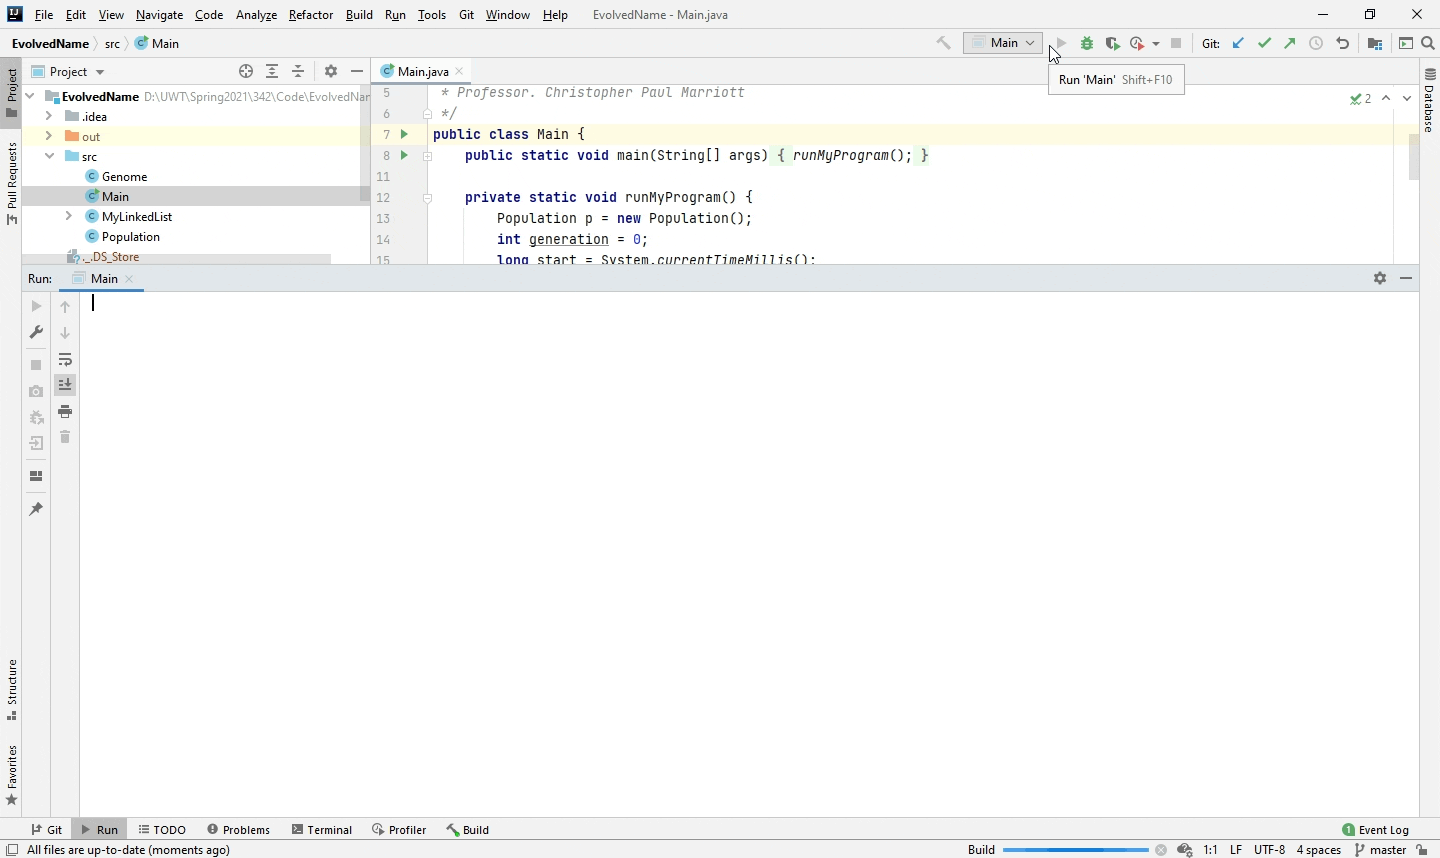 File Edit View Navigate Code Analyze Refactor Build Run Tools Git Window Help EvolvedName - Main.java
EvolvedName src Main
Main
Git:
Run 'Main' Shift+F10
Project
Pull Requests
Structure
Favorites
Project
EvolvedName D:\UWT\Spring2021\342\Code\EvolvedNar
.idea
out
src
Genome
Main
MyLinkedList
Population
._.DS_Store
Main.java
5 * Professor. Christopher Paul Marriott
6 */
7 public class Main {
8 public static void main(String[] args) { runMyProgram(); }
11
12 private static void runMyProgram() {
13 Population p = new Population();
14 int generation = 0;
15 long start = System.currentTimeMillis();
2
Database
Run: Main
Git Run TODO Problems Terminal Profiler Build
1 Event Log
All files are up-to-date (moments ago)
Build 1:1 LF UTF-8 4 spaces master